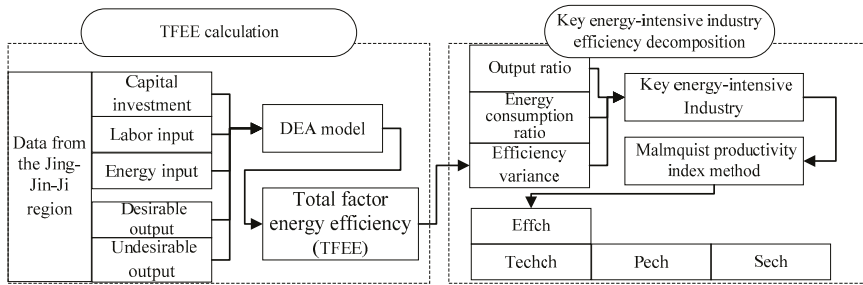 TFEE calculation
Data from
the Jing-
Jin-Ji
region
Capital
investment
Labor input
Energy input
Desirable
output
Undesirable
output
DEA model
Total factor
energy efficiency
(TFEE)
Key energy-intensive industry
efficiency decomposition
Output ratio
Energy
consumption
ratio
Efficiency
variance
Key energy-intensive
Industry
Malmquist productivity
index method
Effch
Techch
Pech
Sech